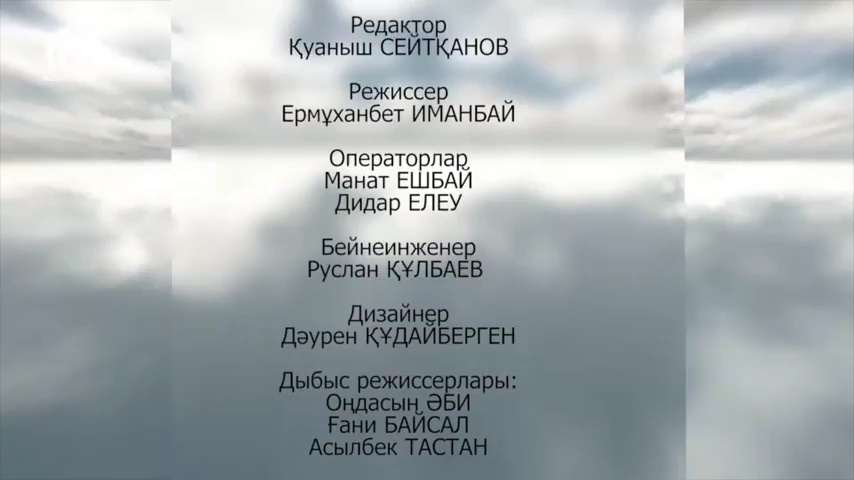 Редактор
Қуаныш СЕЙТҚАНОВ
Режиссер
Ермұханбет ИМАНБАЙ
Операторлар
Манат ЕШБАЙ
Дидар ЕЛЕУ
Бейнеинженер
Руслан ҚҰЛБАЕВ
Дизайнер
Дәурен ҚҰДАЙБЕРГЕН
Дыбыс режиссерлары:
Оңдасын ӘБИ
Ғани БАЙСАЛ
Асылбек ТАСТАН